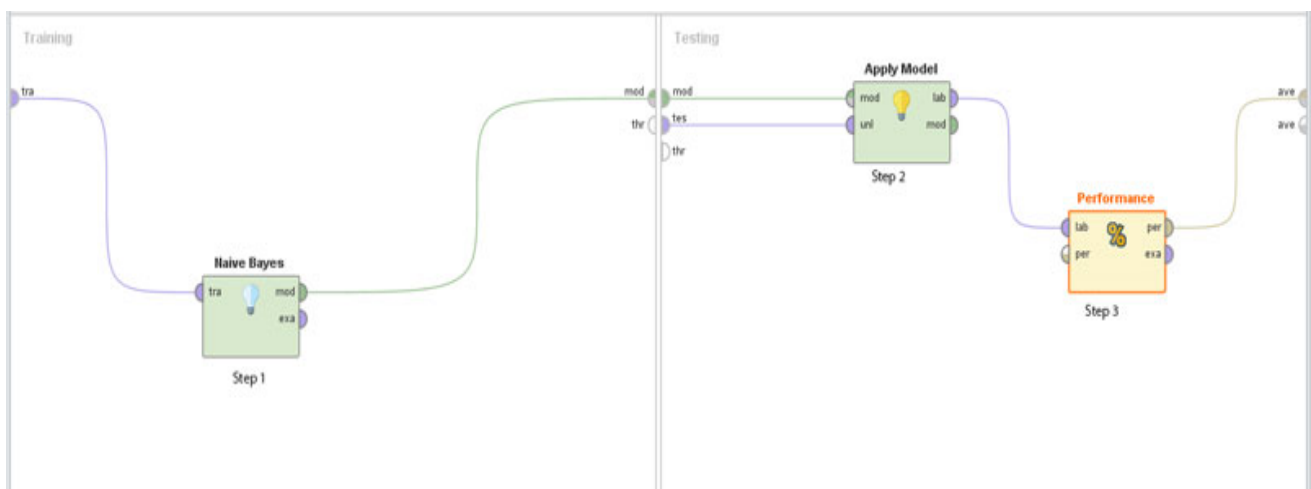 Training
tra
mod
thr
Naive Bayes
tra
mod
exa
Step 1
Testing
mod
tes
thr
Apply Model
mod
lab
unl
mod
Step 2
Performance
lab
per
per
exa
Step 3
ave
ave